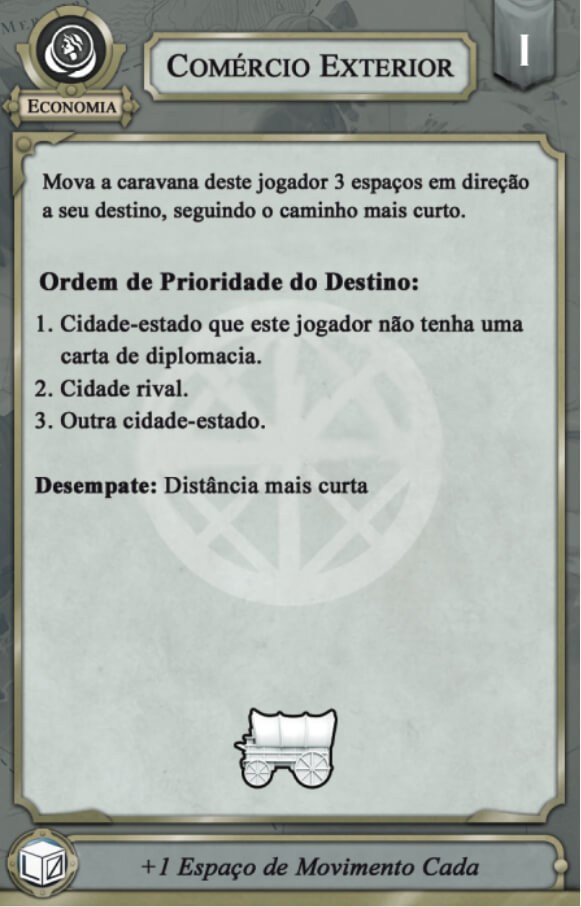 COMÉRCIO EXTERIOR
I
ECONOMIA
Mova a caravana deste jogador 3 espaços em direção
a seu destino, seguindo o caminho mais curto.
Ordem de Prioridade do Destino:
1. Cidade-estado que este jogador não tenha uma
carta de diplomacia.
2. Cidade rival.
3. Outra cidade-estado.
Desempate: Distância mais curta
+1 Espaço de Movimento Cada